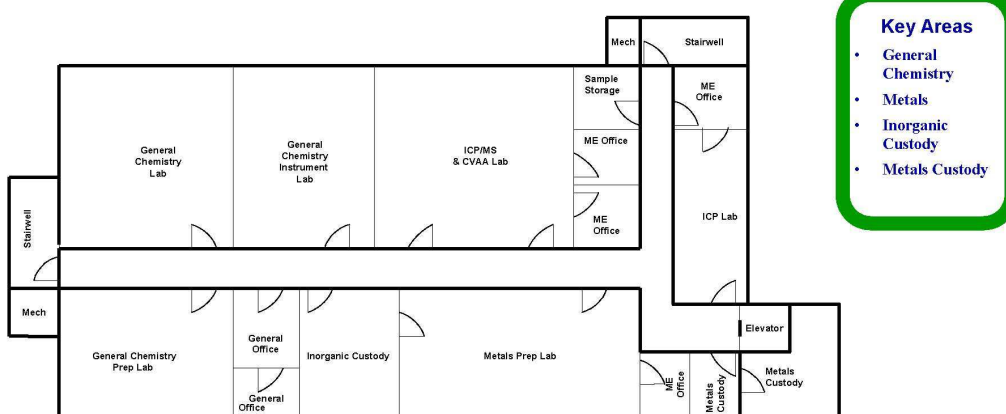 Mech
Stairwell
Sample
Storage
ME
Office
General
Chemistry
Lab
General
Chemistry
Instrument
Lab
ICP/MS
& CVAA Lab
ME Office
ME
Office
ICP Lab
Stairwell
Mech
General Chemistry
Prep Lab
General
Office
General
Office
Inorganic Custody
Metals Prep Lab
Elevator
ME
Office
Metals
Custody
Metals
Custody
Key Areas
• General
Chemistry
• Metals
• Inorganic
Custody
• Metals Custody